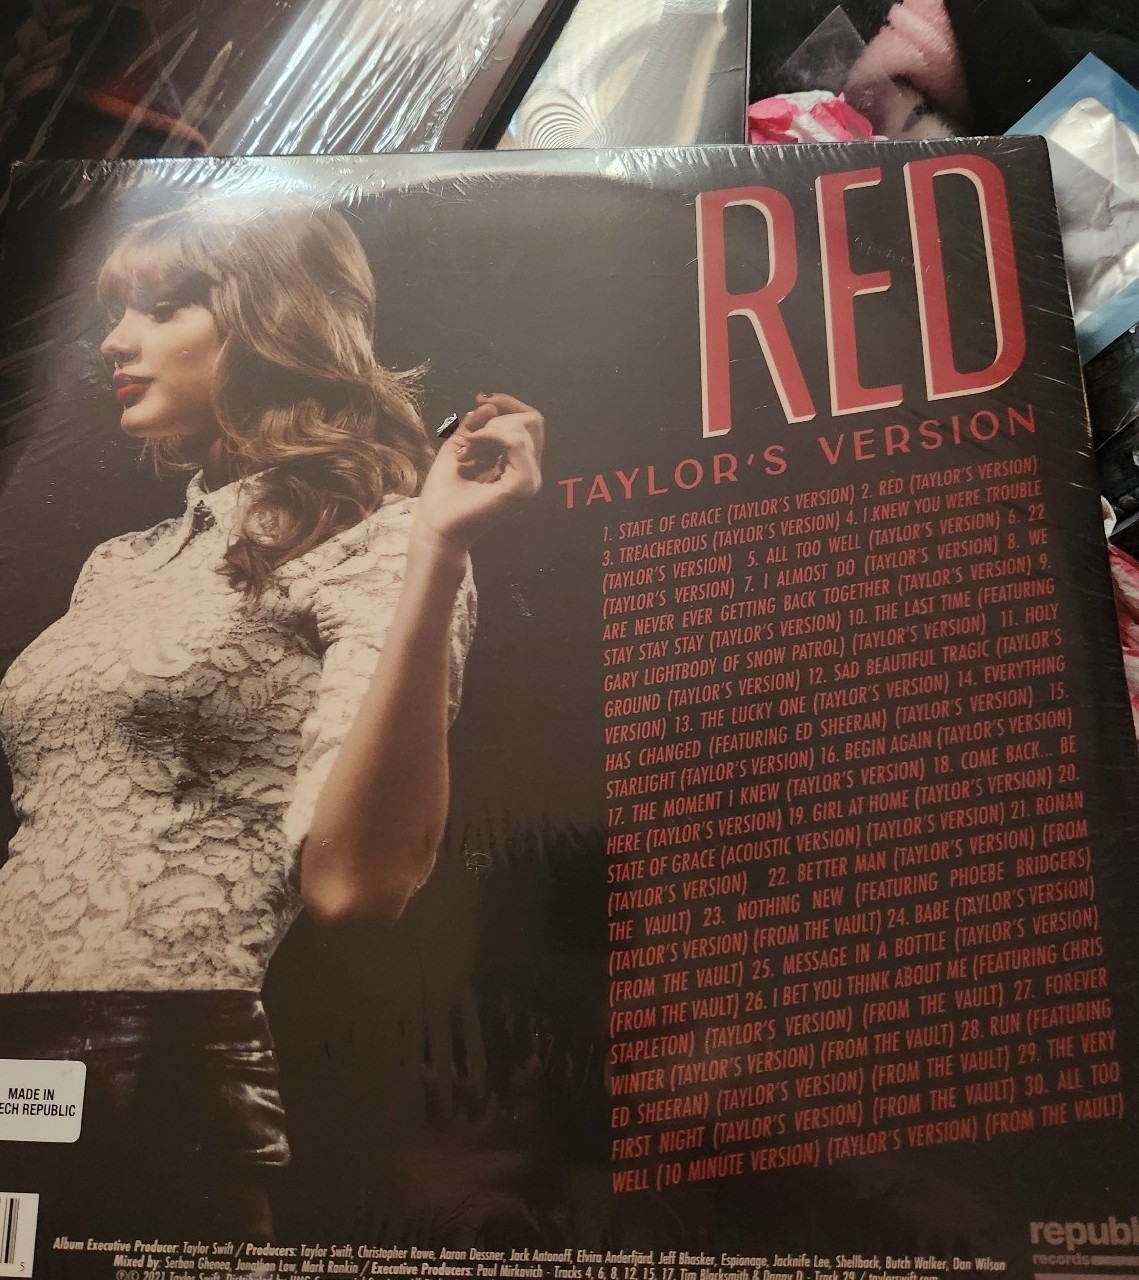 RED
TAYLOR'S VERSION
1. STATE OF GRACE (TAYLOR'S VERSION) 2. RED (TAYLOR'S VERSION)
3. TREACHEROUS (TAYLOR'S VERSION) 4. I KNEW YOU WERE TROUBLE
(TAYLOR'S VERSION) 5. ALL TOO WELL (TAYLOR'S VERSION) 6. 22
(TAYLOR'S VERSION) 7. I ALMOST DO (TAYLOR'S VERSION) 8. WE
ARE NEVER EVER GETTING BACK TOGETHER (TAYLOR'S VERSION) 9.
STAY STAY STAY (TAYLOR'S VERSION) 10. THE LAST TIME (FEATURING
GARY LIGHTBODY OF SNOW PATROL) (TAYLOR'S VERSION) 11. HOLY
GROUND (TAYLOR'S VERSION) 12. SAD BEAUTIFUL TRAGIC (TAYLOR'S
VERSION) 13. THE LUCKY ONE (TAYLOR'S VERSION) 14. EVERYTHING
HAS CHANGED (FEATURING ED SHEERAN) (TAYLOR'S VERSION) 15.
STARLIGHT (TAYLOR'S VERSION) 16. BEGIN AGAIN (TAYLOR'S VERSION)
17. THE MOMENT I KNEW (TAYLOR'S VERSION) 18. COME BACK... BE
HERE (TAYLOR'S VERSION) 19. GIRL AT HOME (TAYLOR'S VERSION) 20.
STATE OF GRACE (ACOUSTIC VERSION) (TAYLOR'S VERSION) 21. RONAN
(TAYLOR'S VERSION) 22. BETTER MAN (TAYLOR'S VERSION) (FROM
THE VAULT) 23. NOTHING NEW (FEATURING PHOEBE BRIDGERS)
(TAYLOR'S VERSION) (FROM THE VAULT) 24. BABE (TAYLOR'S VERSION)
(FROM THE VAULT) 25. MESSAGE IN A BOTTLE (TAYLOR'S VERSION)
(FROM THE VAULT) 26. I BET YOU THINK ABOUT ME (FEATURING CHRIS
STAPLETON) (TAYLOR'S VERSION) (FROM THE VAULT) 27. FOREVER
WINTER (TAYLOR'S VERSION) (FROM THE VAULT) 28. RUN (FEATURING
ED SHEERAN) (TAYLOR'S VERSION) (FROM THE VAULT) 29. THE VERY
FIRST NIGHT (TAYLOR'S VERSION) (FROM THE VAULT) 30. ALL TOO
WELL (10 MINUTE VERSION) (TAYLOR'S VERSION) (FROM THE VAULT)
MADE IN
ECH REPUBLIC
5
republ
records
Album Executive Producer: Taylor Swift / Producers: Taylor Swift, Christopher Rowe, Aaron Dessner, Jack Antonoff, Elvira Anderfjärd, Jeff Bhasker, Espionage, Jacknife Lee, Shellback, Butch Walker, Dan Wilson
Mixed by: Serban Ghenea, Jonathan Low, Mark Rankin / Executive Producers: Paul Mirkovich - Tracks 4, 6, 8, 12, 15, 17, Tim Blacksmith & Danny D - Track 29 / taylorswift.com
℗© 2021 Taylor Swift. Distributed by UMG